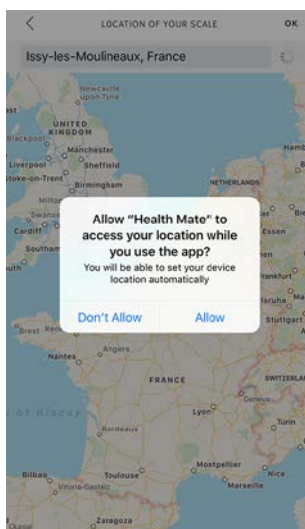 LOCATION OF YOUR SCALE
OK
Issy-les-Moulineaux, France
Newcastle
upon Tyne
UNITED
KINGDOM
Blackpool
Manchester
Liverpool
Sheffield
Stoke-on-Trent
Birmingham
NETHERLANDS
Swansea
Cardiff
Essen
Allow “Health Mate” to
access your location while
you use the app?
You will be able to set your device
location automatically
Don’t Allow
Allow
Frankfurt
Stuttgart
Brest
Nantes
Angers
FRANCE
Geneva
Lyon
Turin
Bordeaux
Bilbao
Vitoria-Gasteiz
Toulouse
Montpellier
Nice
Marseille
Zaragoza